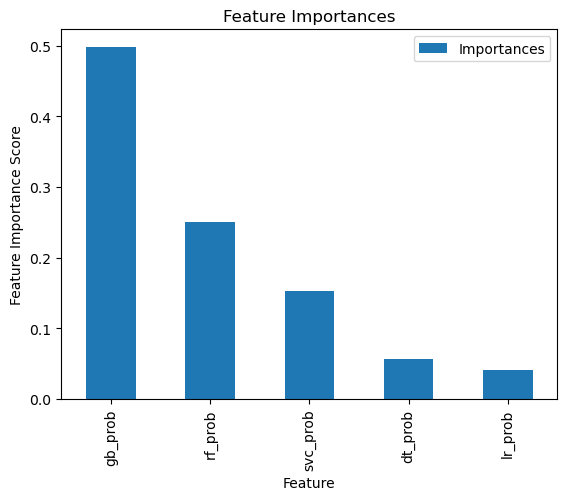 Feature Importances
Importances
Feature Importance Score
0.5
0.4
0.3
0.2
0.1
0.0
gb_prob
rf_prob
svc_prob
dt_prob
lr_prob
Feature